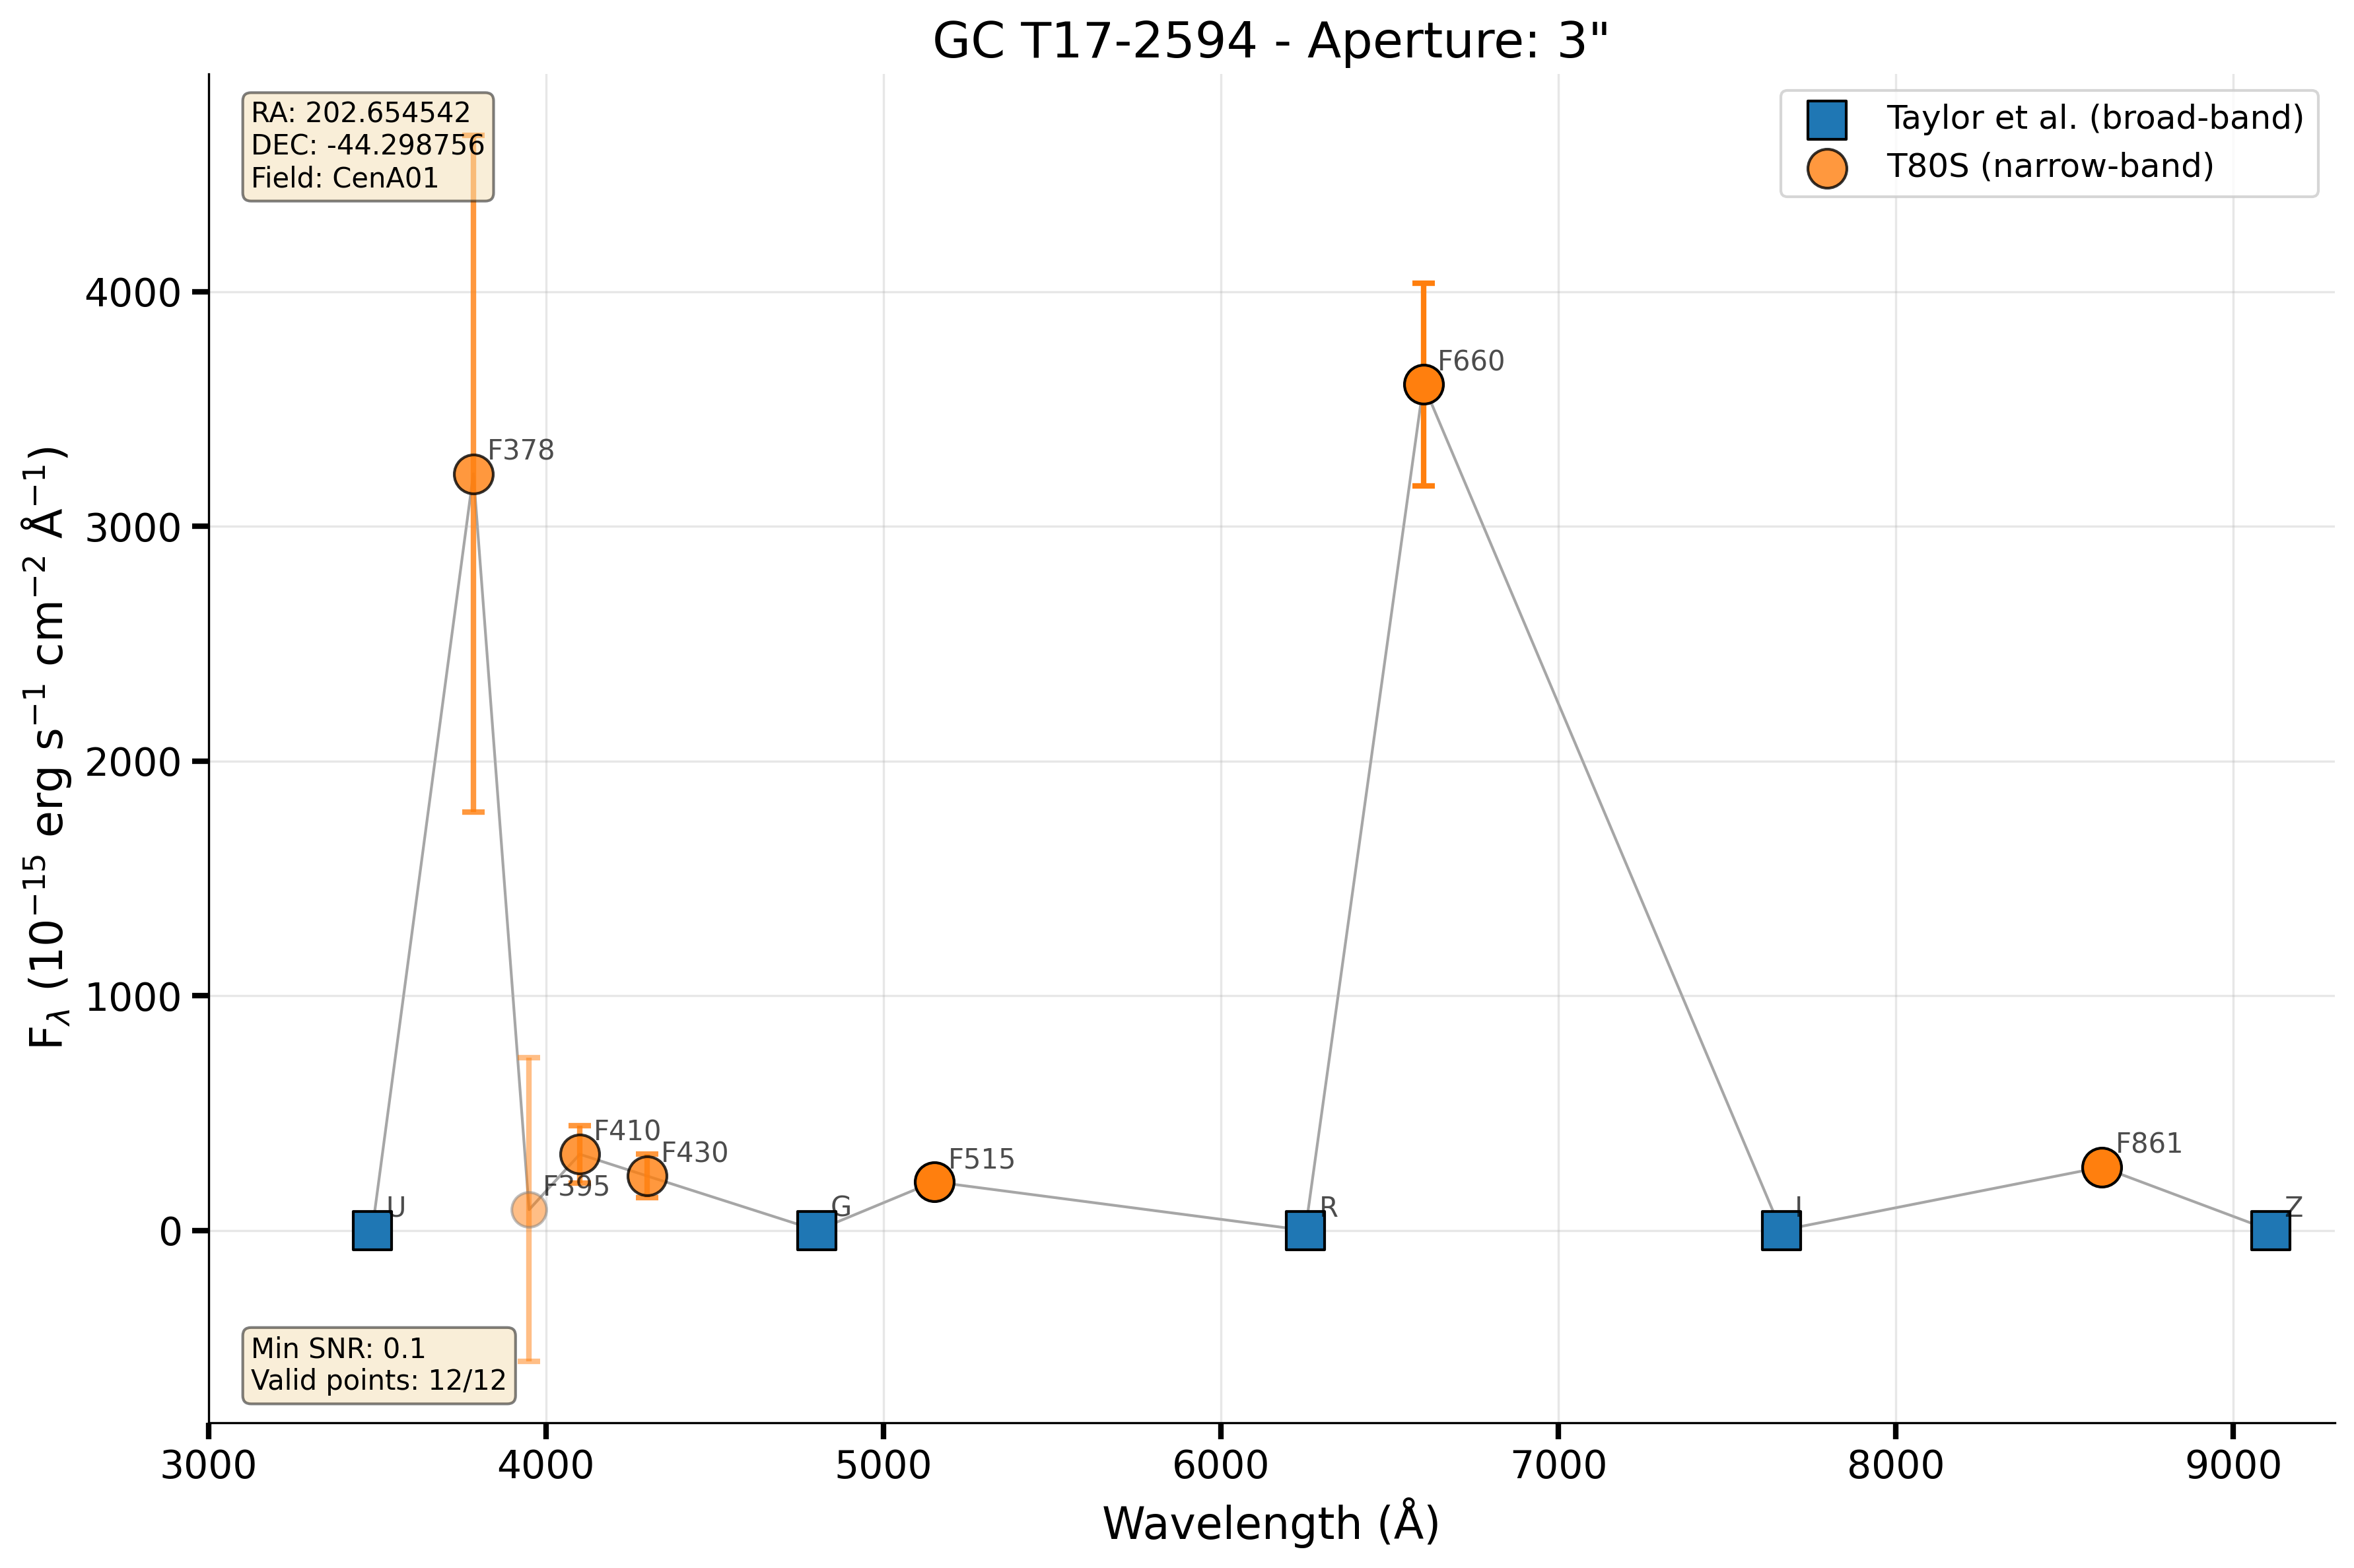 GC T17-2594 - Aperture: 3"
RA: 202.654542
DEC: -44.298756
Field: CenA01
Taylor et al. (broad-band)
T80S (narrow-band)
F660
F378
F410
F430
F395
F515
F861
U
G
R
I
Z
Min SNR: 0.1
Valid points: 12/12
4000
3000
2000
1000
0
F$_{λ}$ (10$^{−15}$ erg s$^{−1}$ cm$^{−2}$ Å$^{−1}$)
3000 4000 5000 6000 7000 8000 9000
Wavelength (Å)